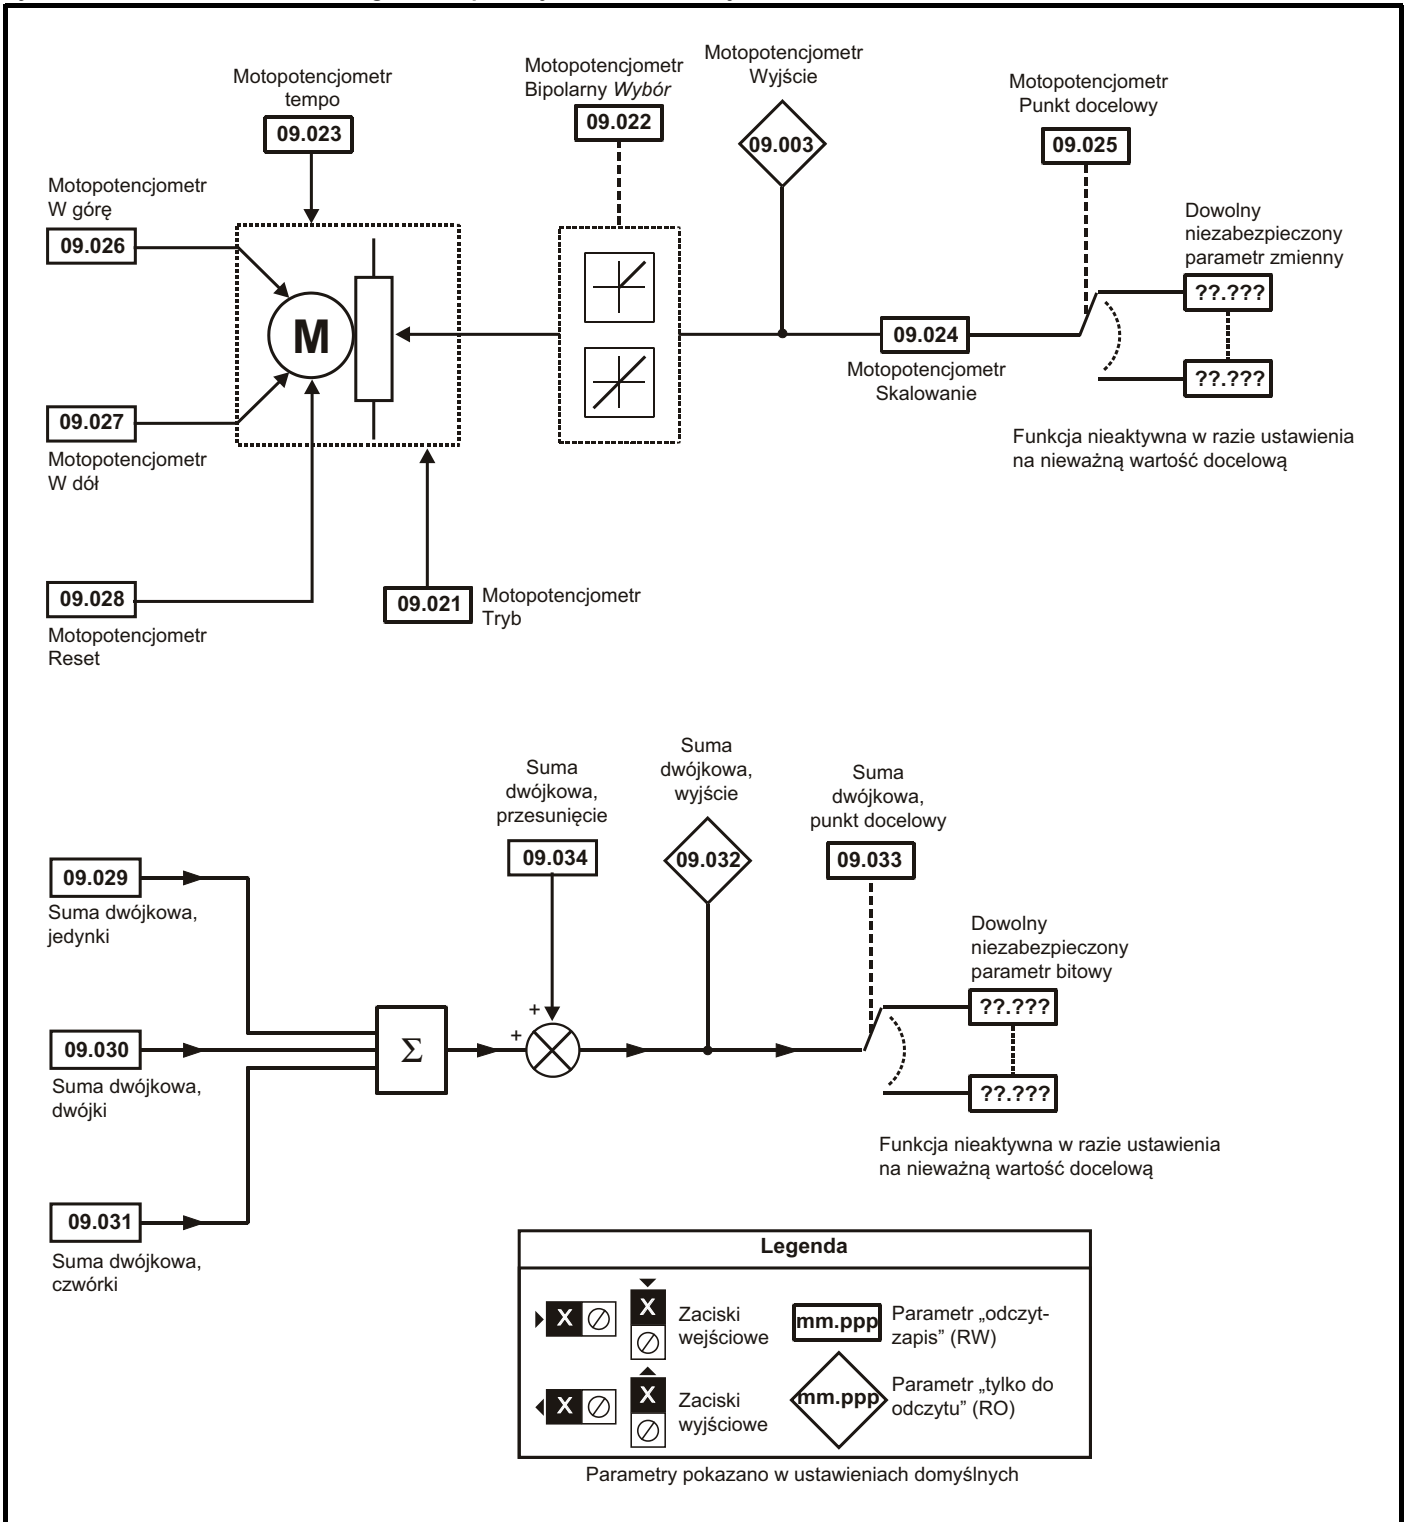 Motopotencjometr
tempo
09.023
Motopotencjometr
Bipolarny Wybór
09.022
Motopotencjometr
Wyjście
09.003
Motopotencjometr
Punkt docelowy
09.025
Motopotencjometr
W górę
09.026
Dowolny
niezabezpieczony
parametr zmienny
??.???
??.???
M
09.024
Motopotencjometr
Skalowanie
09.027
Motopotencjometr
W dół
Funkcja nieaktywna w razie ustawienia
na nieważną wartość docelową
09.028
Motopotencjometr
Reset
09.021
Motopotencjometr
Tryb
Suma
dwójkowa,
przesunięcie
09.034
Suma
dwójkowa,
wyjście
09.032
Suma
dwójkowa,
punkt docelowy
09.033
09.029
Suma dwójkowa,
jedynki
Dowolny
niezabezpieczony
parametr bitowy
??.???
??.???
09.030
Suma dwójkowa,
dwójki
Σ
+
+
Funkcja nieaktywna w razie ustawienia
na nieważną wartość docelową
09.031
Suma dwójkowa,
czwórki
Legenda
X
X
Zaciski
wejściowe
mm.ppp
Parametr „odczyt-
zapis” (RW)
X
X
Zaciski
wyjściowe
mm.ppp
Parametr „tylko do
odczytu” (RO)
Parametry pokazano w ustawieniach domyślnych